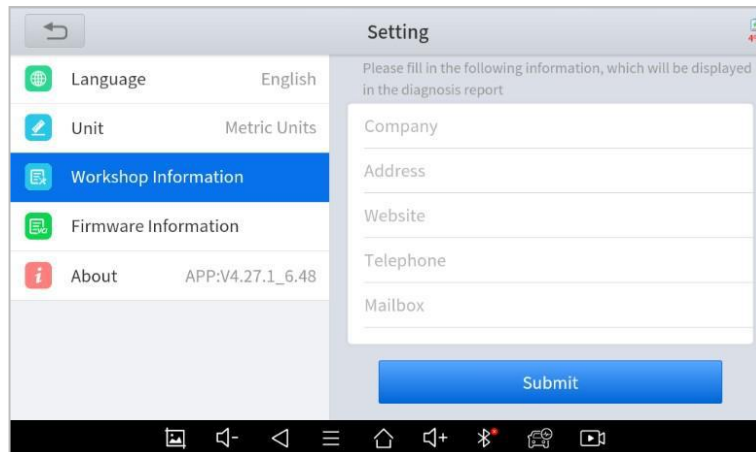 Setting
Language English
Unit Metric Units
Workshop Information
Firmware Information
About APP:V4.27.1_6.48
Please fill in the following information, which will be displayed
in the diagnosis report
Company
Address
Website
Telephone
Mailbox
Submit